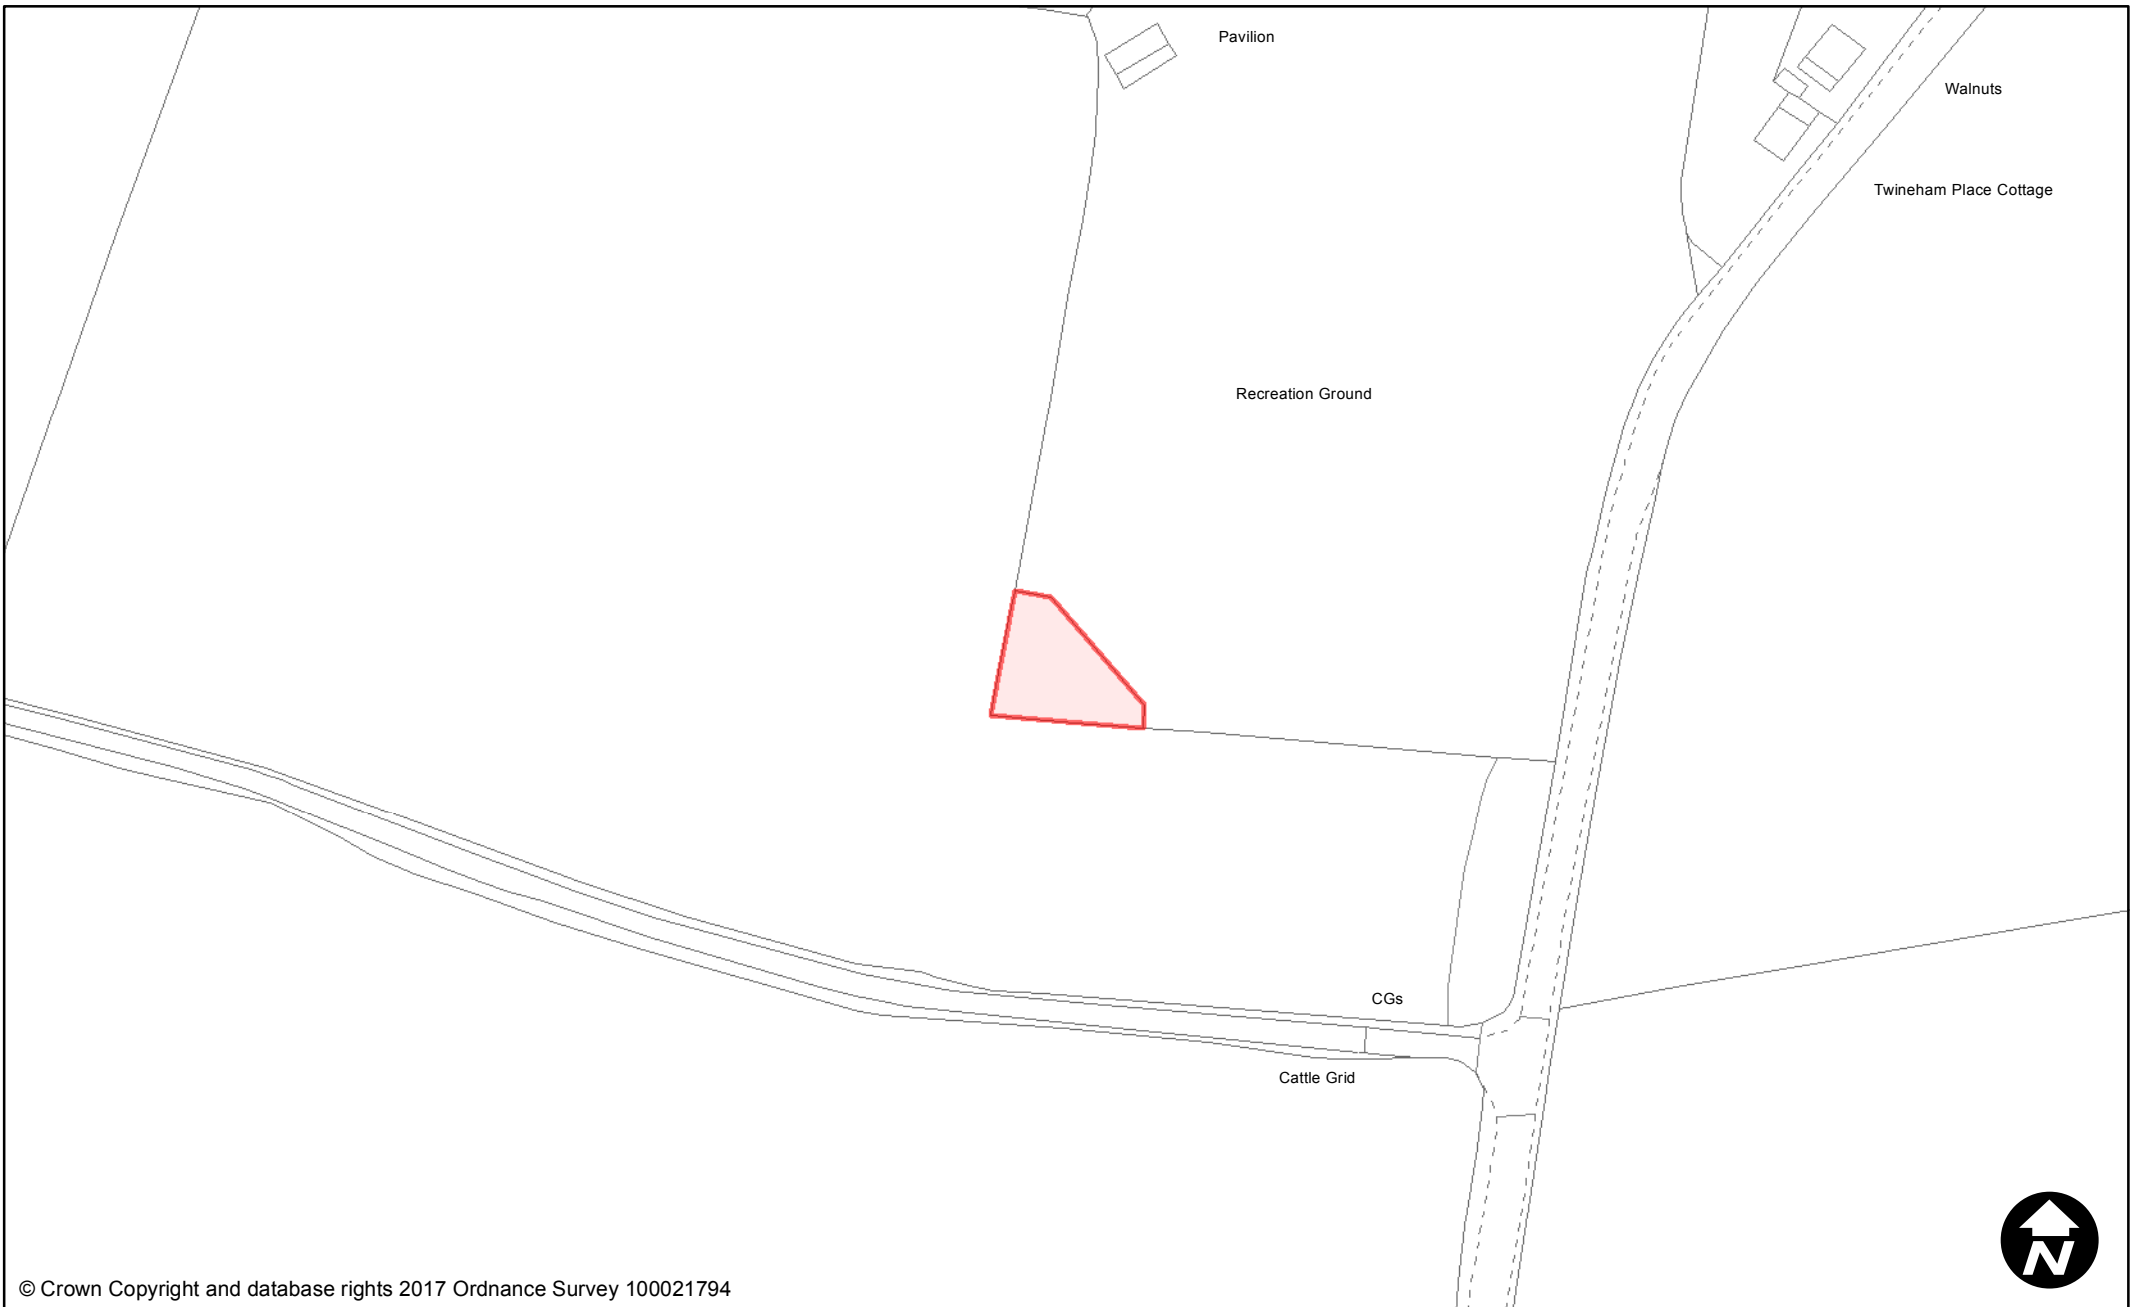 Pavilion
Walnuts
Twineham Place Cottage
Recreation Ground
CGs
Cattle Grid
N
© Crown Copyright and database rights 2017 Ordnance Survey 100021794